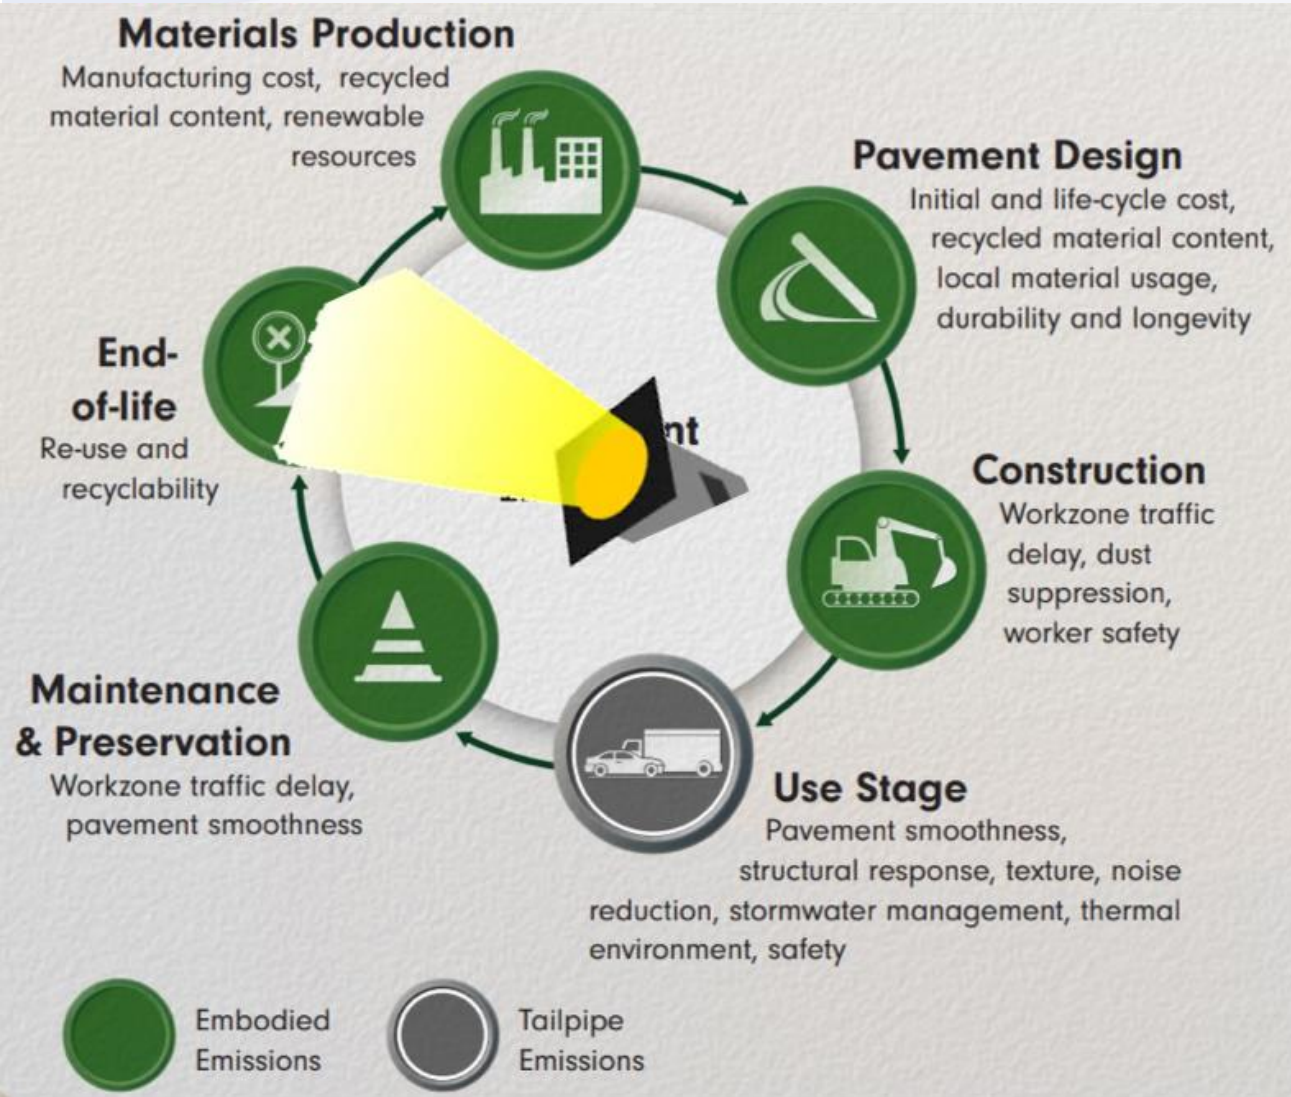 Materials Production
Manufacturing cost, recycled
material content, renewable
resources
Pavement Design
Initial and life-cycle cost,
recycled material content,
local material usage,
durability and longevity
Construction
Workzone traffic
delay, dust
suppression,
worker safety
Use Stage
Pavement smoothness,
structural response, texture, noise
reduction, stormwater management, thermal
environment, safety
Maintenance
& Preservation
Workzone traffic delay,
pavement smoothness
End-
of-life
Re-use and
recyclability
Embodied
Emissions
Tailpipe
Emissions